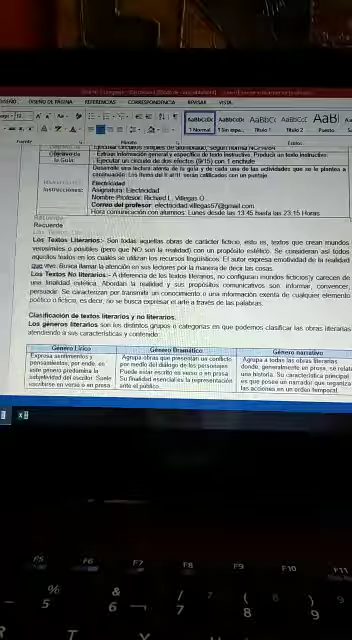 DISEÑO DISEÑO DE PÁGINA REFERENCIAS CORRESPONDENCIA REVISAR VISTA
AaBbCcDc AaBbCcDc AaBbCc AaBbCcC AaBl
1 Normal 1 Sin espa... Título 1 Título 2 Puesto
Fuente Párrafo Estilos
Objetivo de la Guía:
- Extraer información general y específica de texto instructivo. Producir un texto instructivo.
- Ejecutar un circuito de dos efectos (9/15) con 1 enchufe
Instrucciones:
Desarrolle una lectura atenta de la guía y de cada una de las actividades que se le plantea a continuación. Los ítems del II al III serán calificados con un puntaje
Electricidad
Asignatura: Electricidad
Nombre Profesor: Richard L. Villegas O.
Correo del profesor: electricidad.villegas57@gmail.com
Hora comunicación con alumnos: Lunes desde las 13.45 hasta las 23.15 Horas
Recuerde
Los Textos Literarios:- Son todas aquellas obras de carácter ficticio, esto es, textos que crean mundos
verosímiles o posibles (pero que NO son la realidad) con un propósito estético. Se consideran así todos
aquellos textos en los cuales se utilizan los recursos lingüísticos. El autor expresa emotividad de la realidad
que vive. Busca llamar la atención en sus lectores por la manera de decir las cosas.
Los Textos No literarios:- A diferencia de los textos literarios, no configuran mundos ficticios y carecen de
una finalidad estética. Abordan la realidad y sus propósitos comunicativos son: informar, convencer,
persuadir. Se caracterizan por transmitir un conocimiento o una información exenta de cualquier elemento
poético o ficticio, es decir, no se busca expresar el arte a través de las palabras.
Clasificación de textos literarios y no literarios.
Los géneros literarios son los distintos grupos o categorías en que podemos clasificar las obras literarias
atendiendo a sus características y contenido:
Género Lírico
Expresa sentimientos y
pensamientos, por ende, en
este género predomina la
subjetividad del escritor. Suele
escribirse en verso o en prosa
Género Dramático
Agrupa obras que presentan un conflicto
por medio del diálogo de los personajes.
Puede estar escrito en verso o en prosa
Su finalidad esencial es la representación
ante el público.
Género narrativo
Agrupa a todas las obras literarias
donde, generalmente en prosa, se relata
una historia. Su característica principal
es que posee un narrador que organiza
las acciones en un orden temporal
F5 F6 F7 F8 F9 F10 F11
% & / ( )
5 6 7 8 9
R T Y